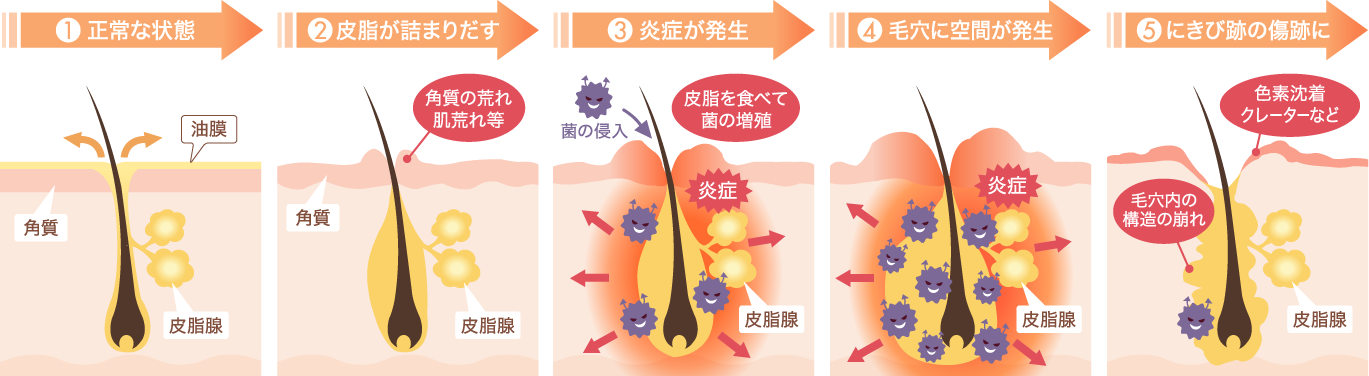 1 正常な状態
油膜
角質
皮脂腺
2 皮脂が詰まりだす
角質の荒れ
肌荒れ等
角質
皮脂腺
3 炎症が発生
菌の侵入
皮脂を食べて
菌の増殖
炎症
皮脂腺
4 毛穴に空間が発生
炎症
皮脂腺
5 にきび跡の傷跡に
色素沈着
クレーターなど
毛穴内の
構造の崩れ
皮脂腺